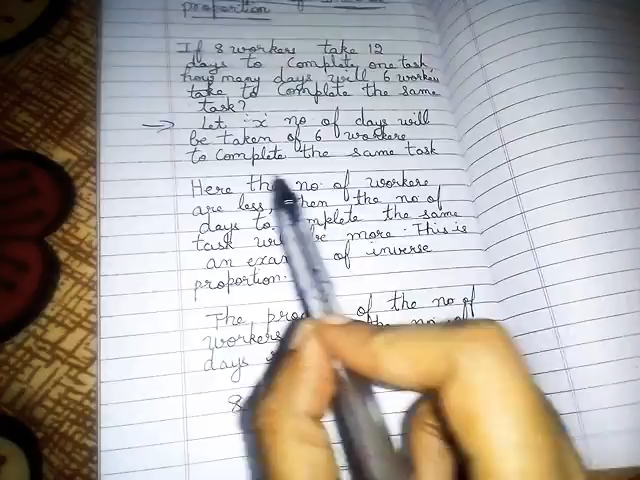 proportion
If 8 workers take 12
days to complete one task,
how many days will 6 workers
take to complete the same
task?
→ Let 'x' no of days will
be taken of 6 workers
to complete the same task
Here the no of workers
are less, then the no of
days to complete the same
task be more. This is
an of inverse
proportion.
The of the no of
workers
days
8